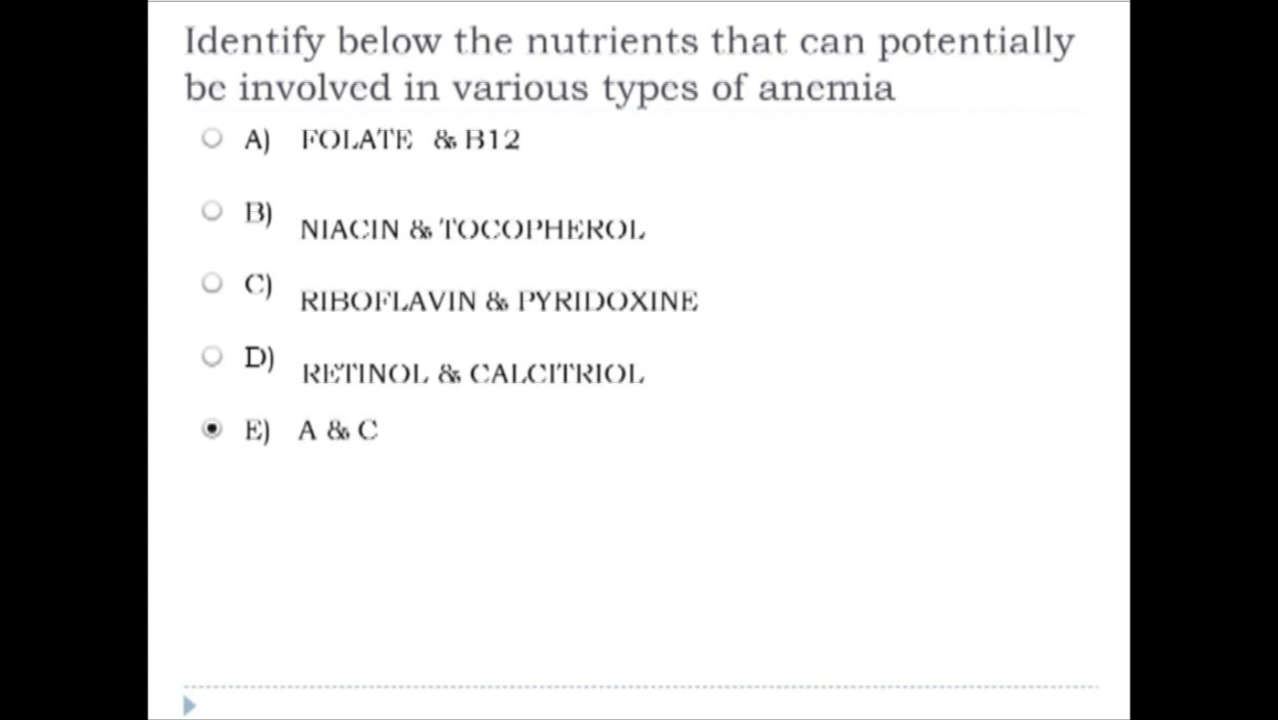 Identify below the nutrients that can potentially
be involved in various types of anemia
A) FOLATE & B12
B) NIACIN & TOCOPHEROL
C) RIBOFLAVIN & PYRIDOXINE
D) RETINOL & CALCITRIOL
E) A & C